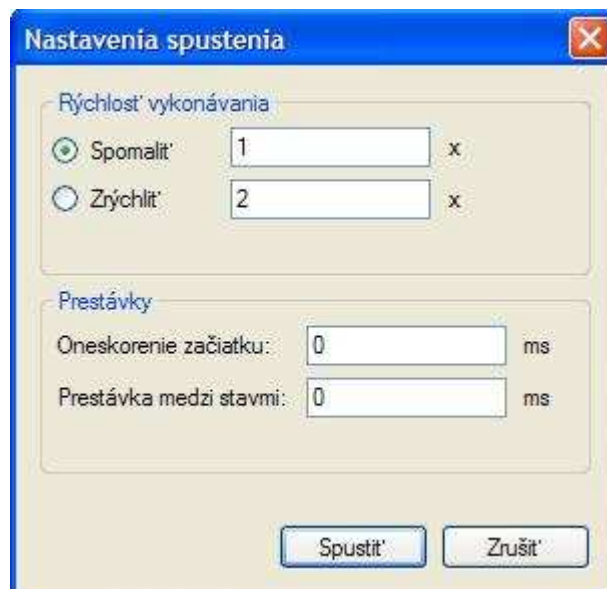 Nastavenia spustenia
Rýchlosť vykonávania
Spomaliť 1 x
Zrýchliť 2 x
Prestávky
Oneskorenie začiatku: 0 ms
Prestávka medzi stavmi: 0 ms
Spustiť Zrušiť